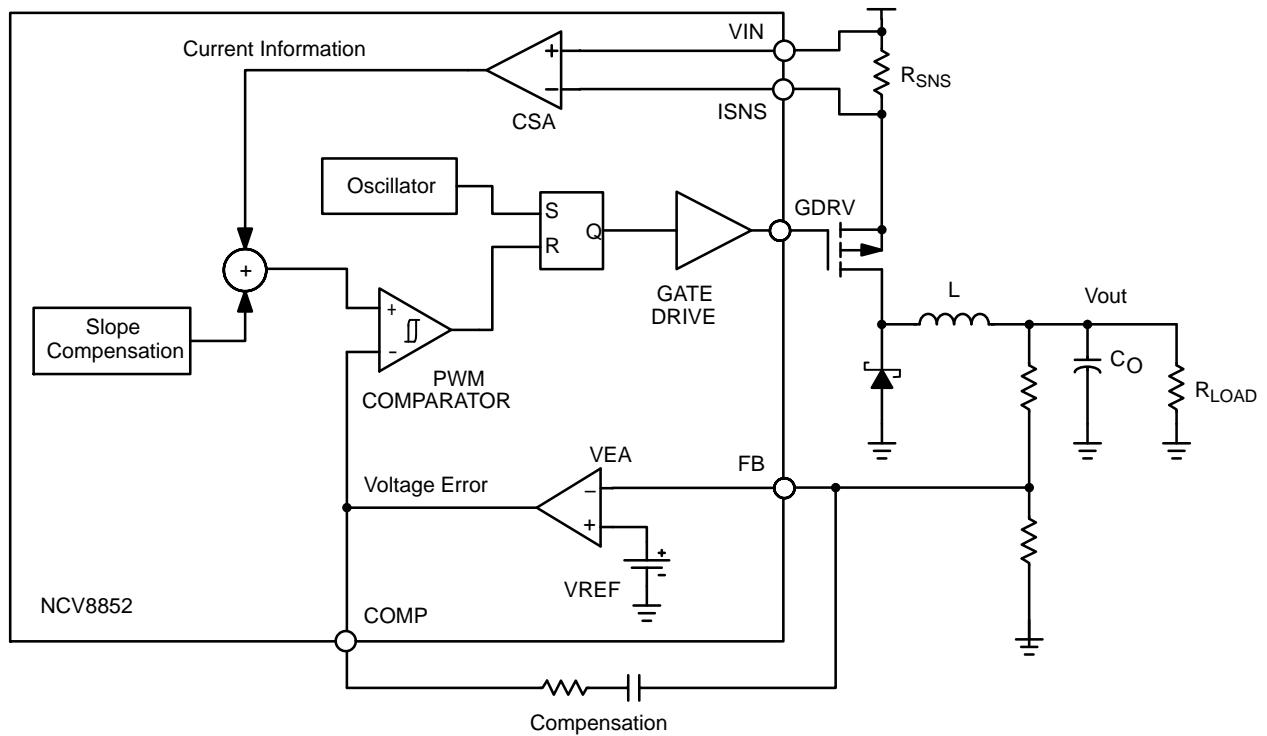 VIN
Current Information
+
RSNS
−
ISNS
CSA
Oscillator
S
Q
R
GDRV
+
GATE
DRIVE
L
Vout
Slope
Compensation
+
−
PWM
COMPARATOR
CO
RLOAD
VEA
FB
Voltage Error
−
+
+
−
VREF
NCV8852
COMP
Compensation